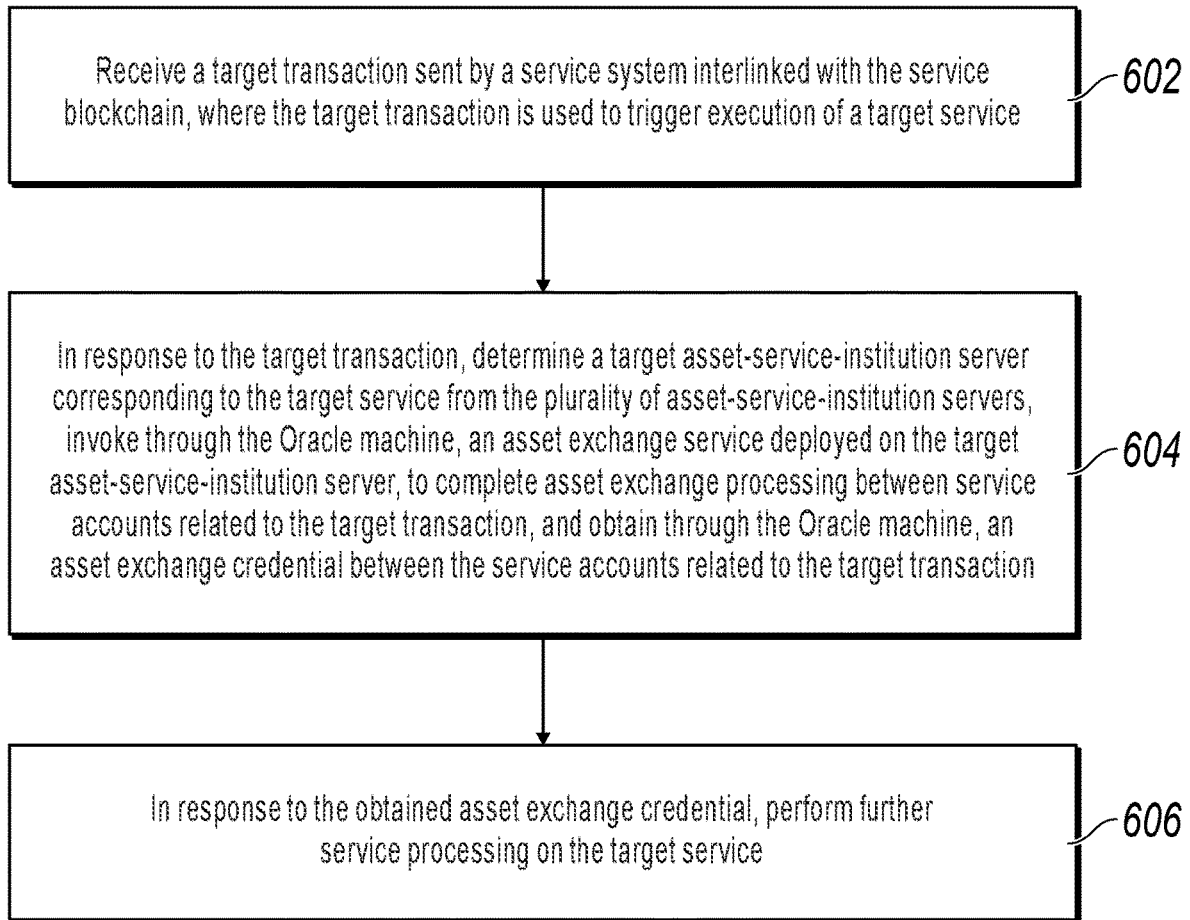 Receive a target transaction sent by a service system interlinked with the service
blockchain, where the target transaction is used to trigger execution of a target service
602
In response to the target transaction, determine a target asset-service-institution server
corresponding to the target service from the plurality of asset-service-institution servers,
invoke through the Oracle machine, an asset exchange service deployed on the target
asset-service-institution server, to complete asset exchange processing between service
accounts related to the target transaction, and obtain through the Oracle machine, an
asset exchange credential between the service accounts related to the target transaction
604
In response to the obtained asset exchange credential, perform further
service processing on the target service
606